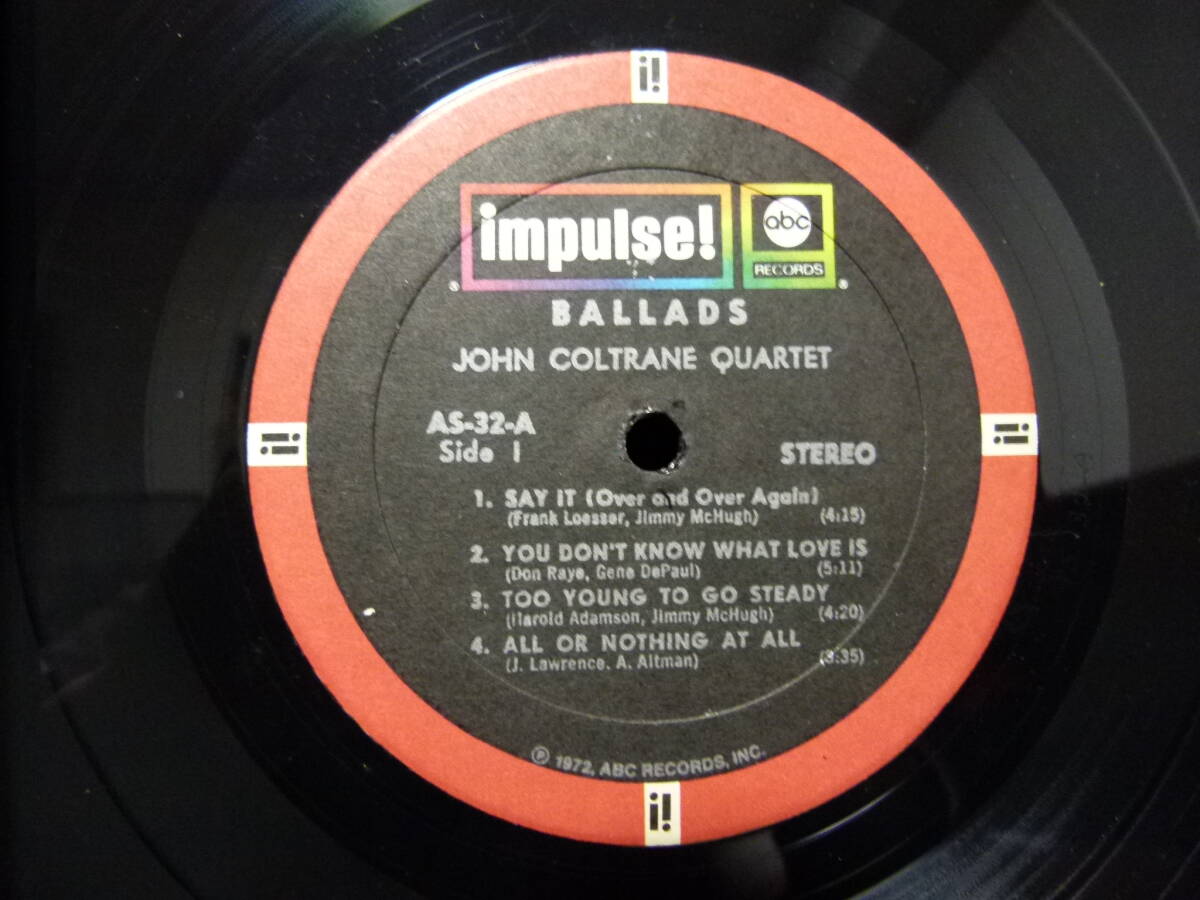 i!
impulse!
abc
RECORDS
® ®
BALLADS
JOHN COLTRANE QUARTET
AS-32-A
Side 1
STEREO
1. SAY IT (Over and Over Again)
(Frank Loesser, Jimmy McHugh) (4:15)
2. YOU DON'T KNOW WHAT LOVE IS
(Don Raye, Gene DePaul) (5:11)
3. TOO YOUNG TO GO STEADY
(Harold Adamson, Jimmy McHugh) (4:20)
4. ALL OR NOTHING AT ALL
(J. Lawrence. A. Altman) (3:35)
℗ 1972, ABC RECORDS, INC.
i!
i!
i!